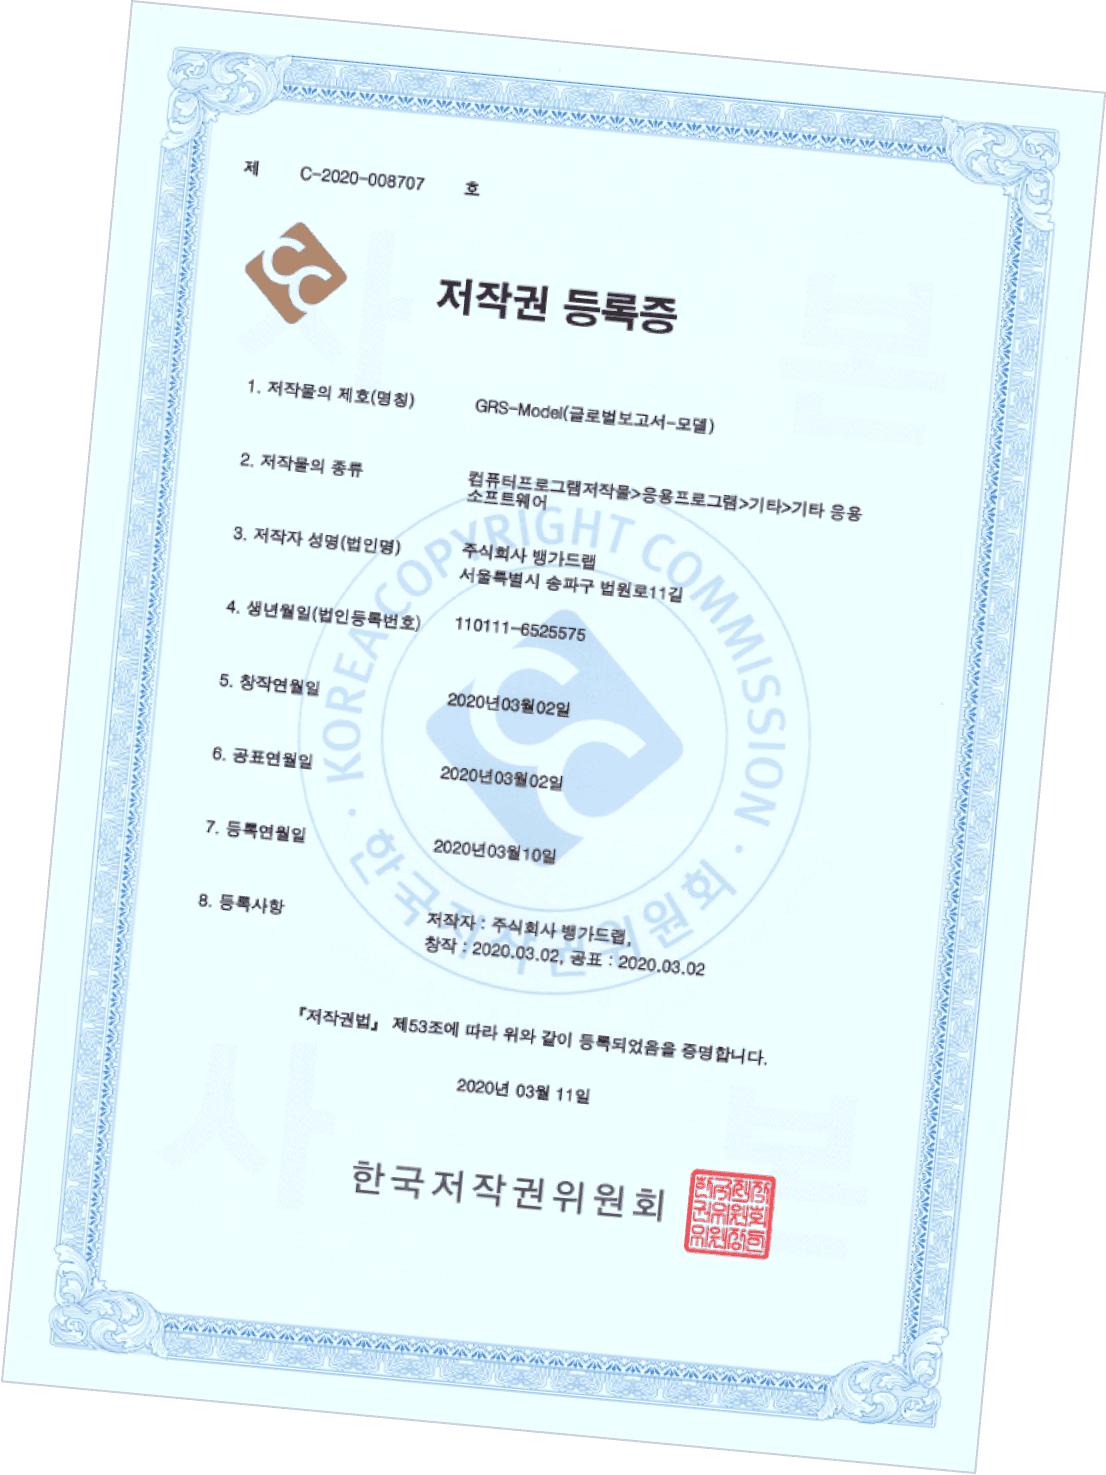 제 C-2020-008707 호
저작권 등록증
1. 저작물의 제호(명칭) GRS-Model(글로벌보고서-모델)
2. 저작물의 종류 컴퓨터프로그램저작물>응용프로그램>기타>기타 응용
소프트웨어
3. 저작자 성명(법인명) 주식회사 뱅가드랩
서울특별시 송파구 법원로11길
4. 생년월일(법인등록번호) 110111-6525575
5. 창작연월일 2020년03월02일
6. 공표연월일 2020년03월02일
7. 등록연월일 2020년03월10일
8. 등록사항 저작자 : 주식회사 뱅가드랩,
창작 : 2020.03.02, 공표 : 2020.03.02
『저작권법』 제53조에 따라 위와 같이 등록되었음을 증명합니다.
2020년 03월 11일
한국저작권위원회
KOREA COPYRIGHT COMMISSION
한국저작권위원회
사 본
사 본